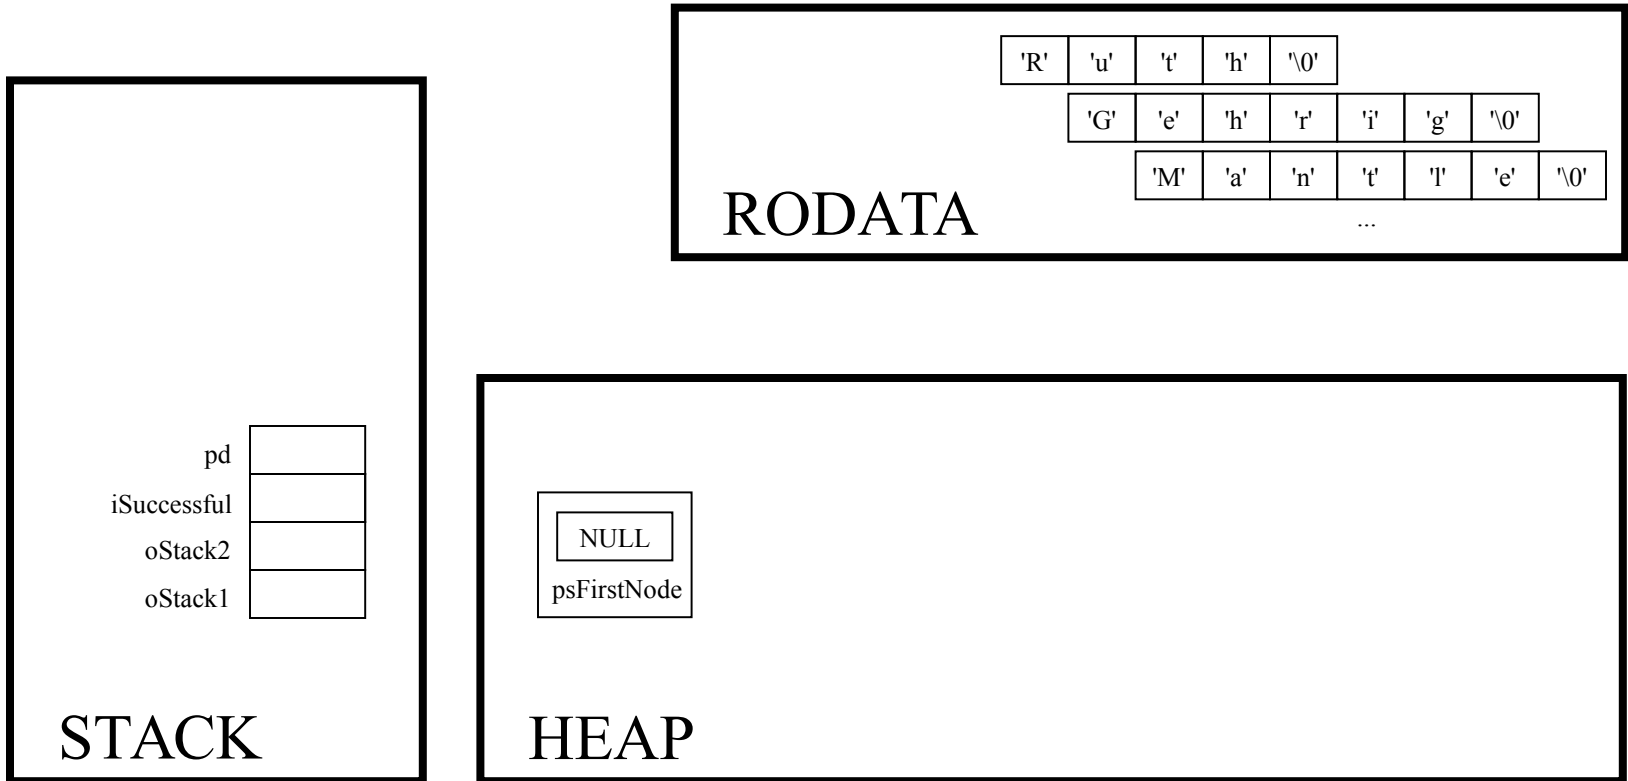 'R' 'u' 't' 'h' '\0'
'G' 'e' 'h' 'r' 'i' 'g' '\0'
'M' 'a' 'n' 't' 'l' 'e' '\0'
...
RODATA
pd
iSuccessful
oStack2
oStack1
STACK
NULL
psFirstNode
HEAP